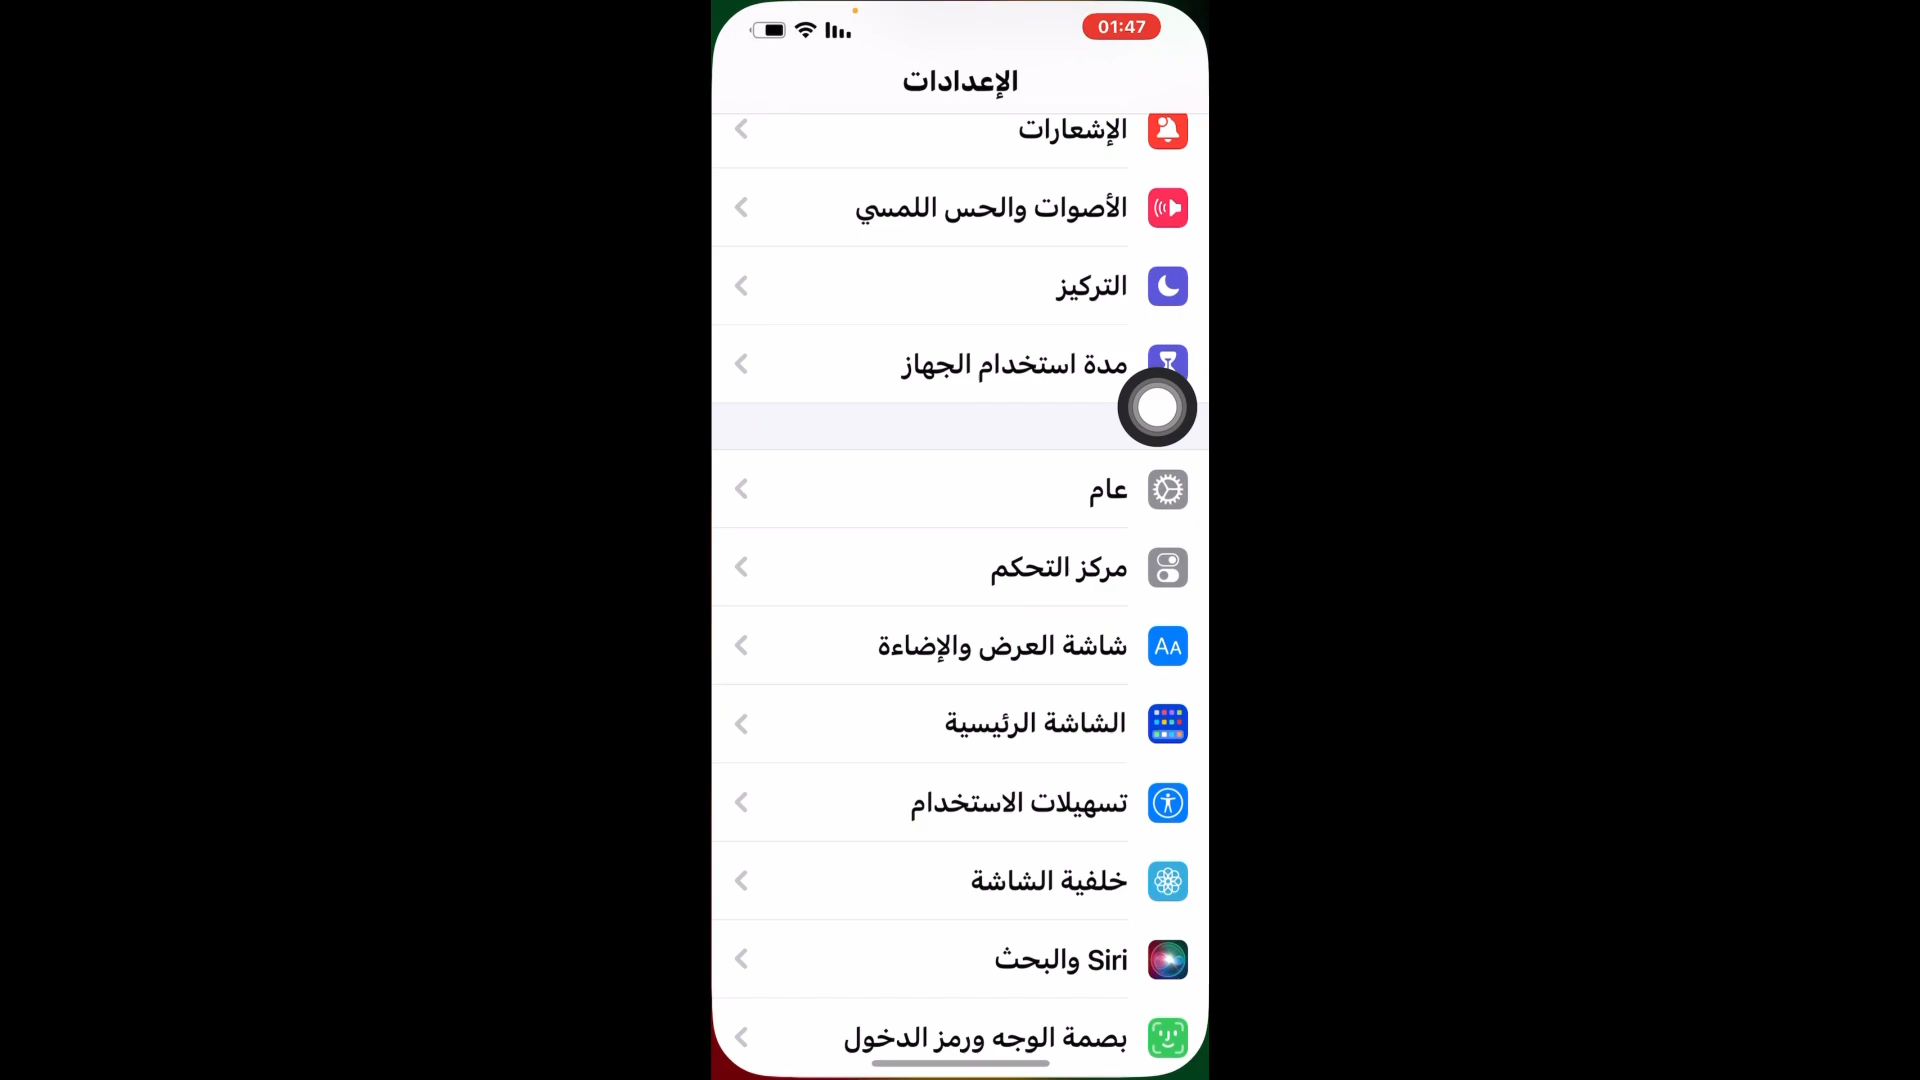 01:47
الإعدادات
الإشعارات
الأصوات والحس اللمسي
التركيز
مدة استخدام الجهاز
عام
مركز التحكم
AA شاشة العرض والإضاءة
الشاشة الرئيسية
تسهيلات الاستخدام
خلفية الشاشة
Siri والبحث
بصمة الوجه ورمز الدخول